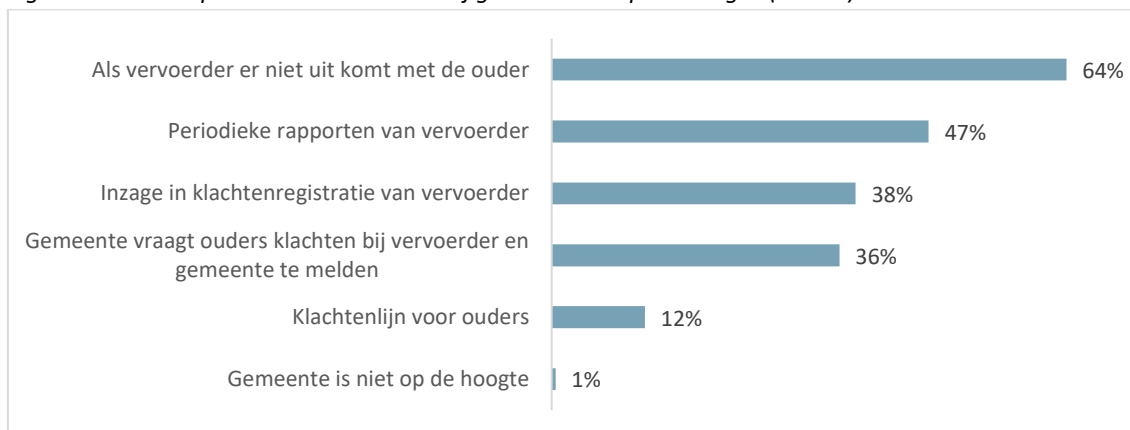 Als vervoerder er niet uit komt met de ouder
64%
Periodieke rapporten van vervoerder
47%
Inzage in klachtenregistratie van vervoerder
38%
Gemeente vraagt ouders klachten bij vervoerder en
gemeente te melden
36%
Klachtenlijn voor ouders
12%
Gemeente is niet op de hoogte
1%